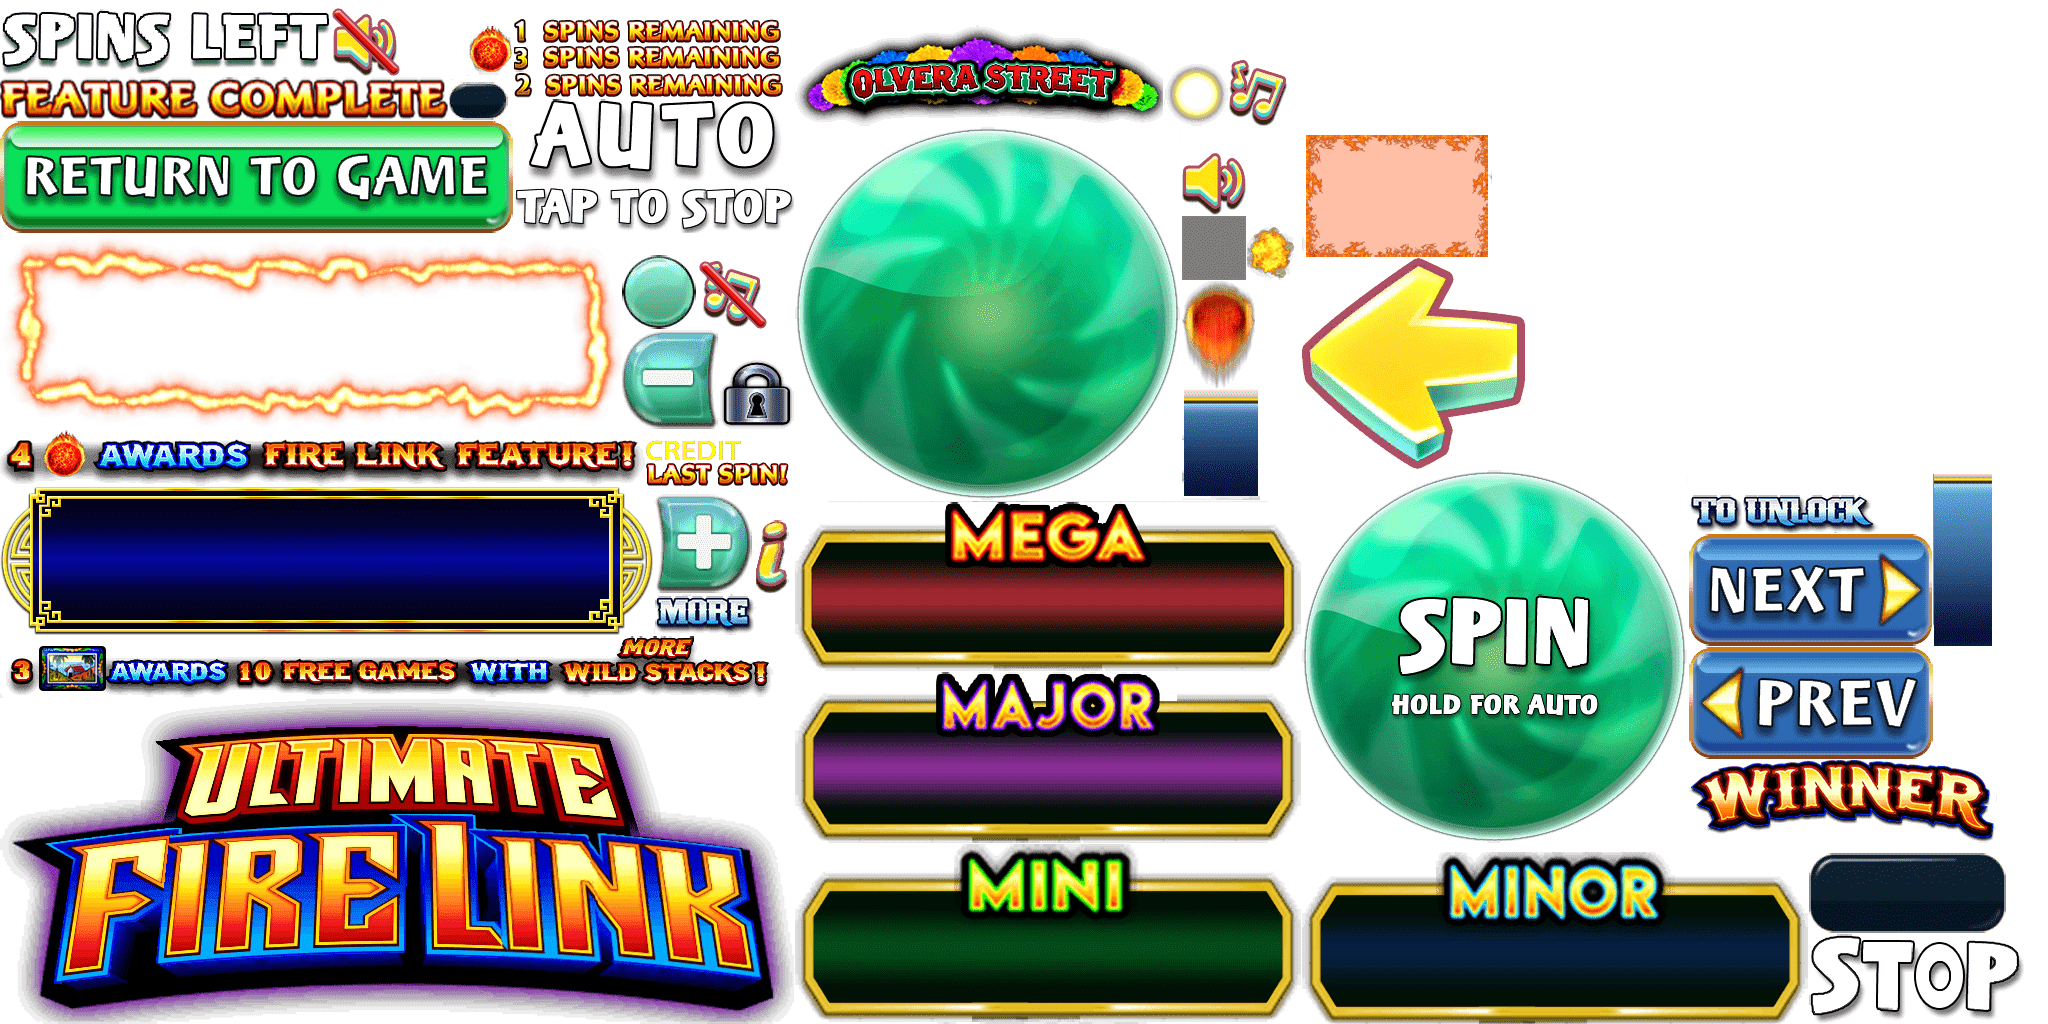 SPINS LEFT
1 SPINS REMAINING
3 SPINS REMAINING
2 SPINS REMAINING
FEATURE COMPLETE
RETURN TO GAME
AUTO
TAP TO STOP
OLVERA STREET
4 AWARDS FIRE LINK FEATURE!
CREDIT
LAST SPIN!
MORE
3 AWARDS 10 FREE GAMES WITH MORE WILD STACKS!
ULTIMATE
FIRE LINK
MEGA
MAJOR
MINI
MINOR
SPIN
HOLD FOR AUTO
TO UNLOCK
NEXT
PREV
WINNER
STOP